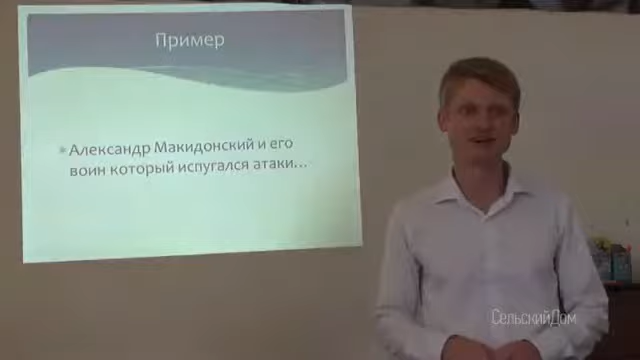 Пример
Александр Макидонский и его
воин который испугался атаки...
СельскийДом